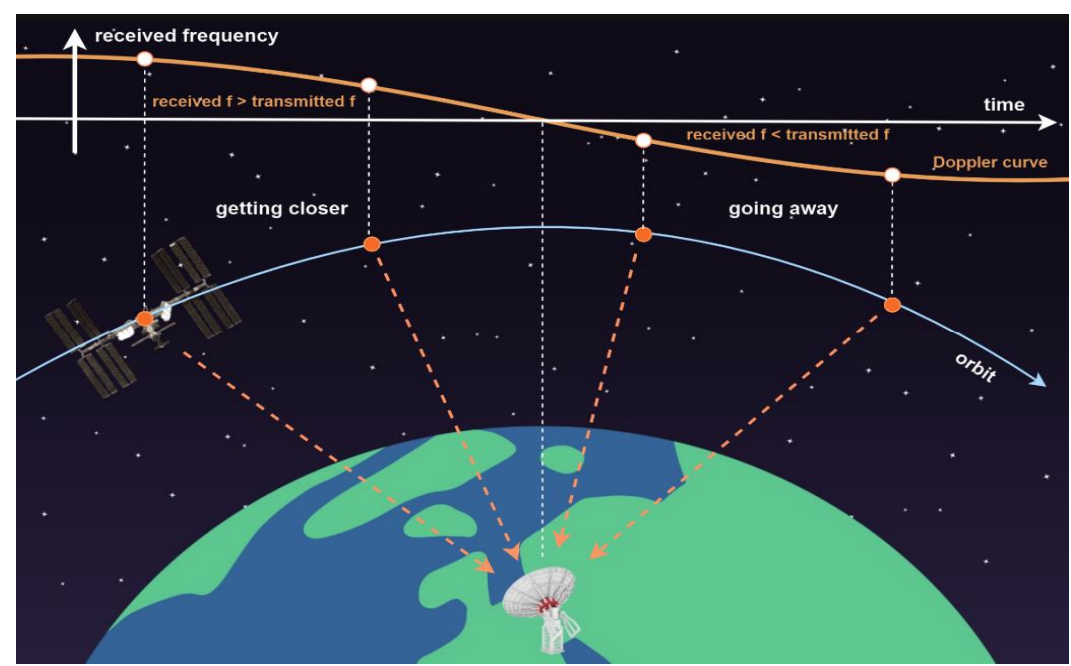 received frequency
received f > transmitted f
time
received f < transmitted f
Doppler curve
getting closer
going away
orbit